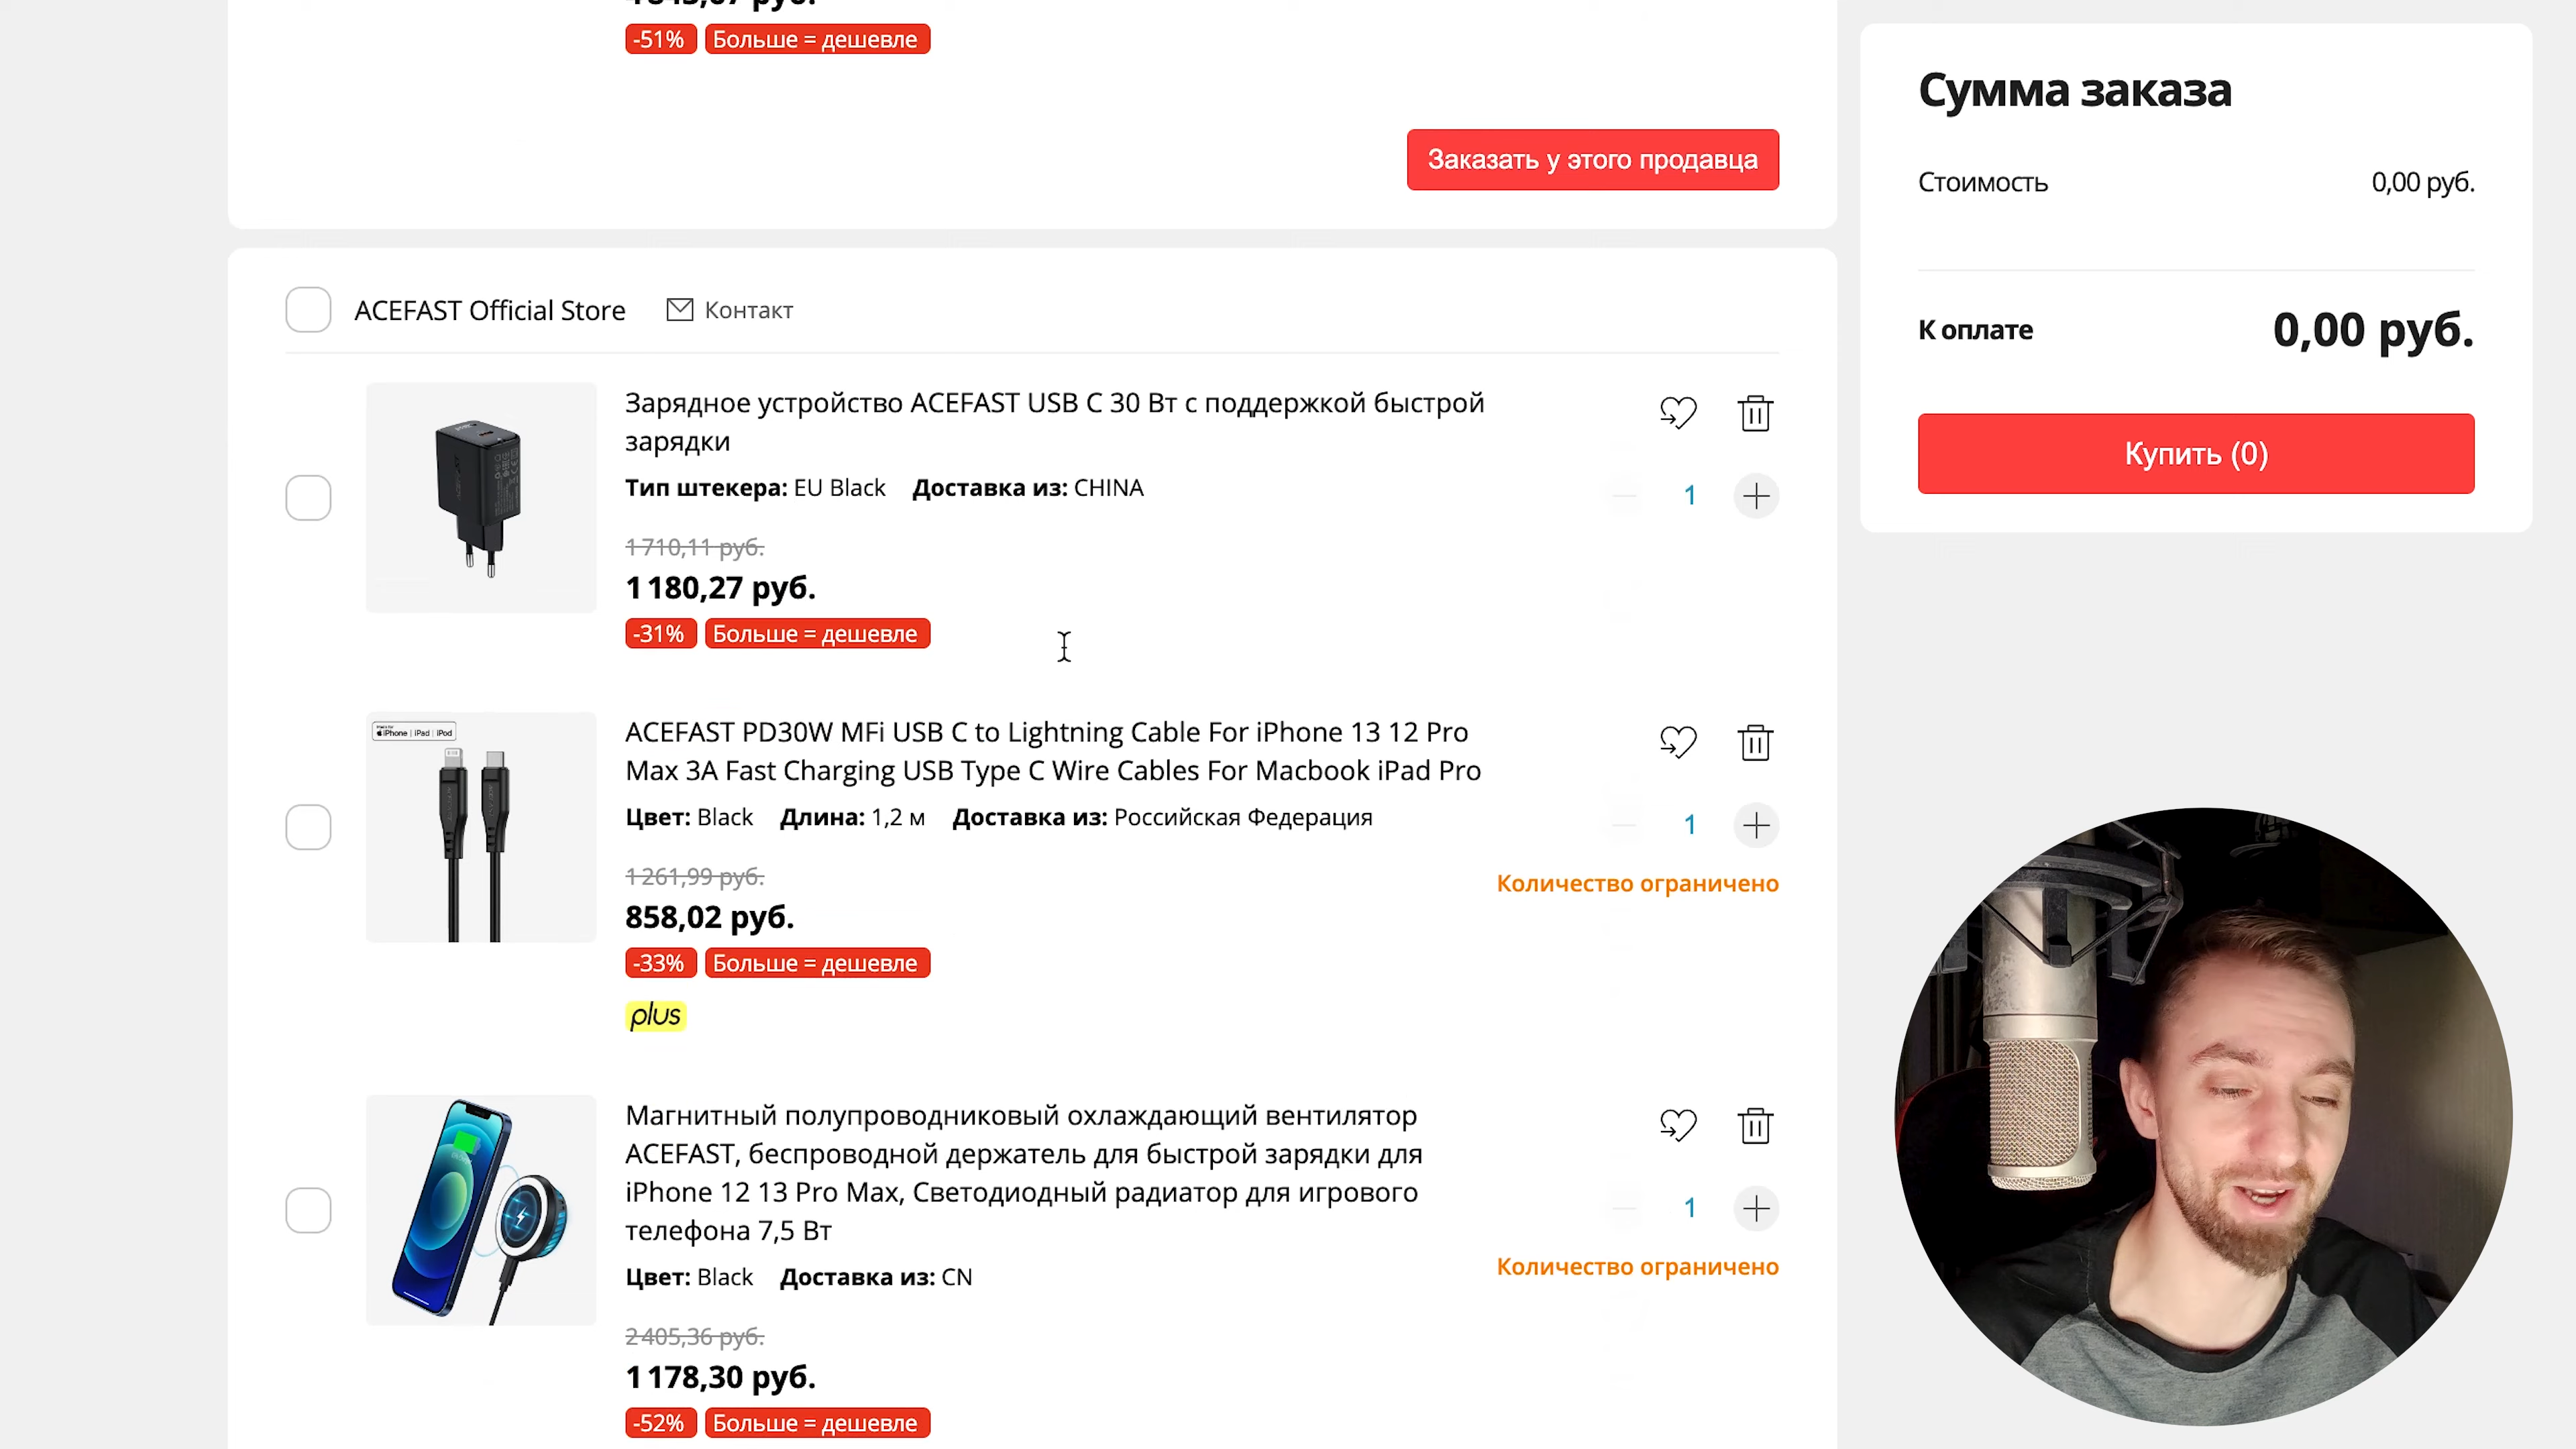 -51% Больше = дешевле
Заказать у этого продавца
Сумма заказа
Стоимость 0,00 руб.
К оплате 0,00 руб.
Купить (0)
ACEFAST Official Store Контакт
Зарядное устройство ACEFAST USB C 30 Вт с поддержкой быстрой
зарядки
Тип штекера: EU Black Доставка из: CHINA
1
1 710,11 руб.
1 180,27 руб.
-31% Больше = дешевле
iPhone | iPad | iPod
ACEFAST PD30W MFi USB C to Lightning Cable For iPhone 13 12 Pro
Max 3A Fast Charging USB Type C Wire Cables For Macbook iPad Pro
Цвет: Black Длина: 1,2 м Доставка из: Российская Федерация
1
1 261,99 руб.
Количество ограничено
858,02 руб.
-33% Больше = дешевле
plus
Магнитный полупроводниковый охлаждающий вентилятор
ACEFAST, беспроводной держатель для быстрой зарядки для
iPhone 12 13 Pro Max, Светодиодный радиатор для игрового
телефона 7,5 Вт
1
Количество ограничено
Цвет: Black Доставка из: CN
2 405,36 руб.
1 178,30 руб.
-52% Больше = дешевле